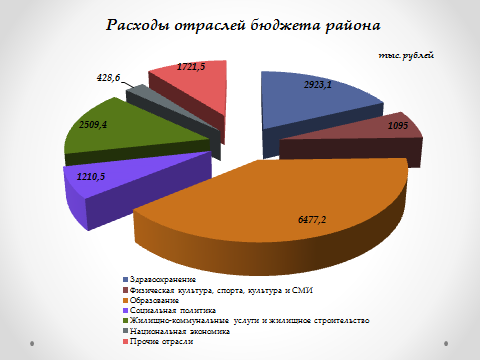 Расходы отраслей бюджета района
тыс. рублей
1721,5
2923,1
428,6
1095
2509,4
1210,5
6477,2
Здравоохранение
Физическая культура, спорта, культура и СМИ
Образование
Социальная политика
Жилищно-коммунальные услуги и жилищное строительство
Национальная экономика
Прочие отрасли